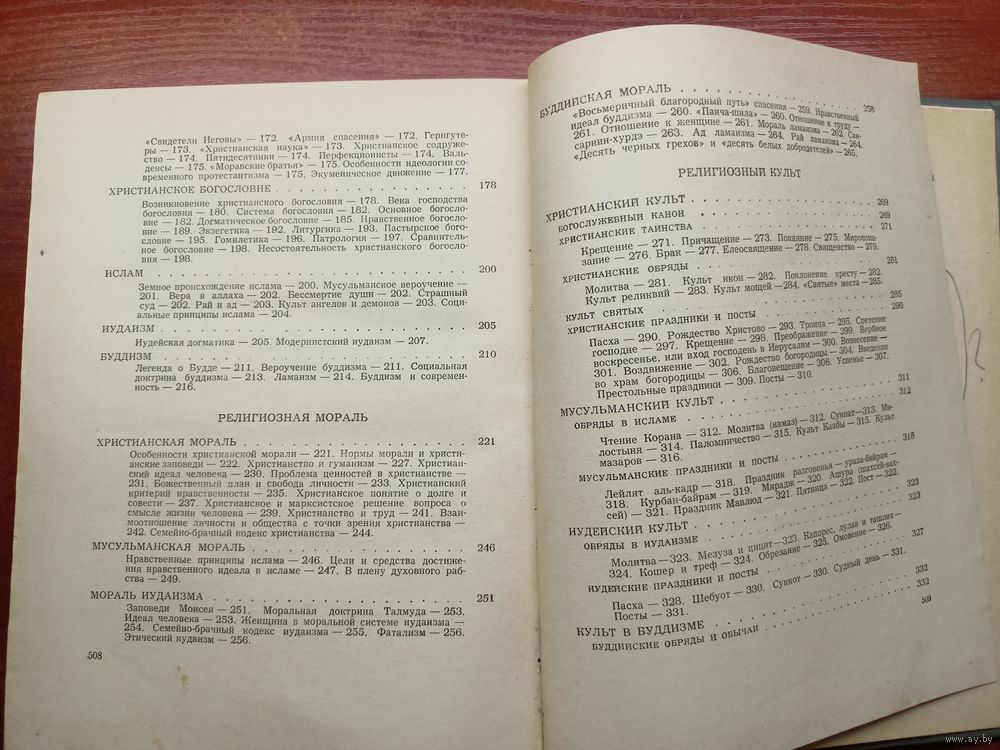 «Свидетели Иеговы» — 172. «Армия спасения» — 172. Гернгуте-
ры — 173. «Христианская наука» — 173. Христианское содруже-
ство — 174. Пятидесятники — 174. Перфекционисты — 174, Валь-
денсы — 175. «Моравские братья» — 175. Особенности идеологии со-
временного протестантизма — 175. Экуменическое движение — 177.
ХРИСТИАНСКОЕ БОГОСЛОВИЕ 178
Возникновение христианского богословия — 178. Века господства
богословия — 180. Система богословия — 182. Основное богосло-
вие — 182. Догматическое богословие — 185. Нравственное богосло-
вие — 189. Экзегетика — 192. Литургика — 193. Пастырское бого-
словие — 195. Гомилетика — 196. Патрология — 197. Сравнитель-
ное богословие — 198. Несостоятельность христианского богосло-
вия — 198.
ИСЛАМ 200
Земное происхождение ислама — 200. Мусульманское вероучение —
201. Вера в аллаха — 202. Бессмертие души — 202. Страшный
суд — 202. Рай и ад — 203. Культ ангелов и демонов — 203. Соци-
альные принципы ислама — 204.
ИУДАИЗМ 205
Иудейская догматика — 205. Модернистский иудаизм — 207.
БУДДИЗМ 210
Легенда о Будде — 211. Вероучение буддизма — 211. Социальная
доктрина буддизма — 213. Ламаизм — 214. Буддизм и современ-
ность — 216.
РЕЛИГИОЗНАЯ МОРАЛЬ
ХРИСТИАНСКАЯ МОРАЛЬ 221
Особенности христианской морали — 221. Нормы морали и христи-
анские заповеди — 222. Христианство и гуманизм — 227. Христиан-
ский идеал человека — 230. Проблема ценностей в христианстве —
231. Божественный план и свобода личности — 233. Христианский
критерий нравственности — 235. Христианское понятие о долге и
совести — 237. Христианское и марксистское решение вопроса о
смысле жизни человека — 239. Христианство и труд — 241. Взаи-
моотношение личности и общества с точки зрения христианства —
242. Семейно-брачный кодекс христианства — 244.
МУСУЛЬМАНСКАЯ МОРАЛЬ 246
Нравственные принципы ислама — 246. Цели и средства достиже-
ния нравственного идеала в исламе — 247. В плену духовного раб-
ства — 249.
МОРАЛЬ ИУДАИЗМА 251
Заповеди Моисея — 251. Моральная доктрина Талмуда — 253.
Идеал человека — 253. Женщина в моральной системе иудаизма —
254. Семейно-брачный кодекс иудаизма — 255. Фатализм — 256.
Этический иудаизм — 256.
508
БУДДИЙСКАЯ МОРАЛЬ 258
«Восьмеричный благородный путь» спасения — 259. Нравственный
идеал буддизма — 260. «Панча-шила» — 260. Отношение к труду —
261. Отношение к женщине — 261. Мораль ламаизма — 262. Сан-
сариин-хурдэ — 263. Ад ламаизма — 264. Рай ламаизма — 264.
«Десять черных грехов» и «десять белых добродетелей» — 265.
РЕЛИГИОЗНЫЙ КУЛЬТ
ХРИСТИАНСКИЙ КУЛЬТ 269
БОГОСЛУЖЕБНЫЙ КАНОН 269
ХРИСТИАНСКИЕ ТАИНСТВА 271
Крещение — 271. Причащение — 273. Покаяние — 275. Миропома-
зание — 276. Брак — 277. Елеосвящение — 278. Священство — 279.
ХРИСТИАНСКИЕ ОБРЯДЫ 281
Молитва — 281. Культ икон — 282. Поклонение кресту — 282.
Культ реликвий — 283. Культ мощей — 284. «Святые» места — 285.
КУЛЬТ СВЯТЫХ 285
ХРИСТИАНСКИЕ ПРАЗДНИКИ И ПОСТЫ 290
Пасха — 290. Рождество Христово — 293. Троица — 295. Сретение
господне — 297. Крещение — 298. Преображение — 299. Вербное
воскресенье, или вход господень в Иерусалим — 300. Вознесение —
301. Воздвижение — 302. Рождество богородицы — 304. Введение
во храм богородицы — 306. Благовещение — 306. Успенье — 307.
Престольные праздники — 309. Посты — 310.
МУСУЛЬМАНСКИЙ КУЛЬТ 311
ОБРЯДЫ В ИСЛАМЕ 312
Чтение Корана — 312. Молитва (намаз) — 312. Суннат — 313. Ми-
лостыня — 314. Паломничество — 315. Культ Каабы — 315. Культ
мазаров — 316.
МУСУЛЬМАНСКИЕ ПРАЗДНИКИ И ПОСТЫ 318
Лейлят аль-кадр — 318. Праздник разговенья — ураза-байрам —
318. Курбан-байрам — 319. Мирадж — 320. Ашура (шахсей-вах-
сей) — 321. Праздник Мавлюд — 321. Пятница — 322. Пост — 322.
ИУДЕЙСКИЙ КУЛЬТ 323
ОБРЯДЫ В ИУДАИЗМЕ 323
Молитва — 323. Мезуза и цицит — 323. Капорес, лулав и ташлих —
324. Кошер и треф — 324. Обрезание — 325. Омовение — 326.
ИУДЕЙСКИЕ ПРАЗДНИКИ И ПОСТЫ 327
Пасха — 328. Шебуот — 330. Суккот — 330. Судный день — 331.
Посты — 331.
КУЛЬТ В БУДДИЗМЕ 332
БУДДИЙСКИЕ ОБРЯДЫ И ОБЫЧАИ 332
509
www.ay.by